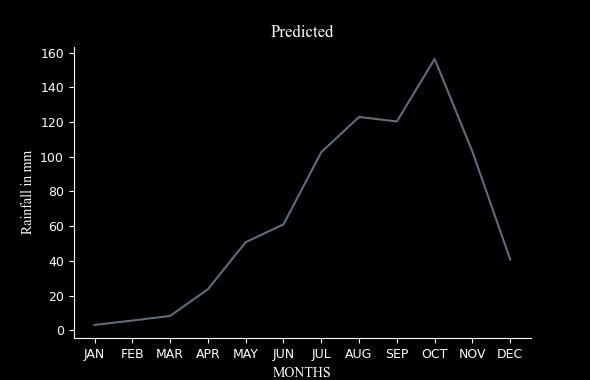 Predicted
160
140
120
100
80
60
40
20
0
Rainfall in mm
JAN FEB MAR APR MAY JUN JUL AUG SEP OCT NOV DEC
MONTHS